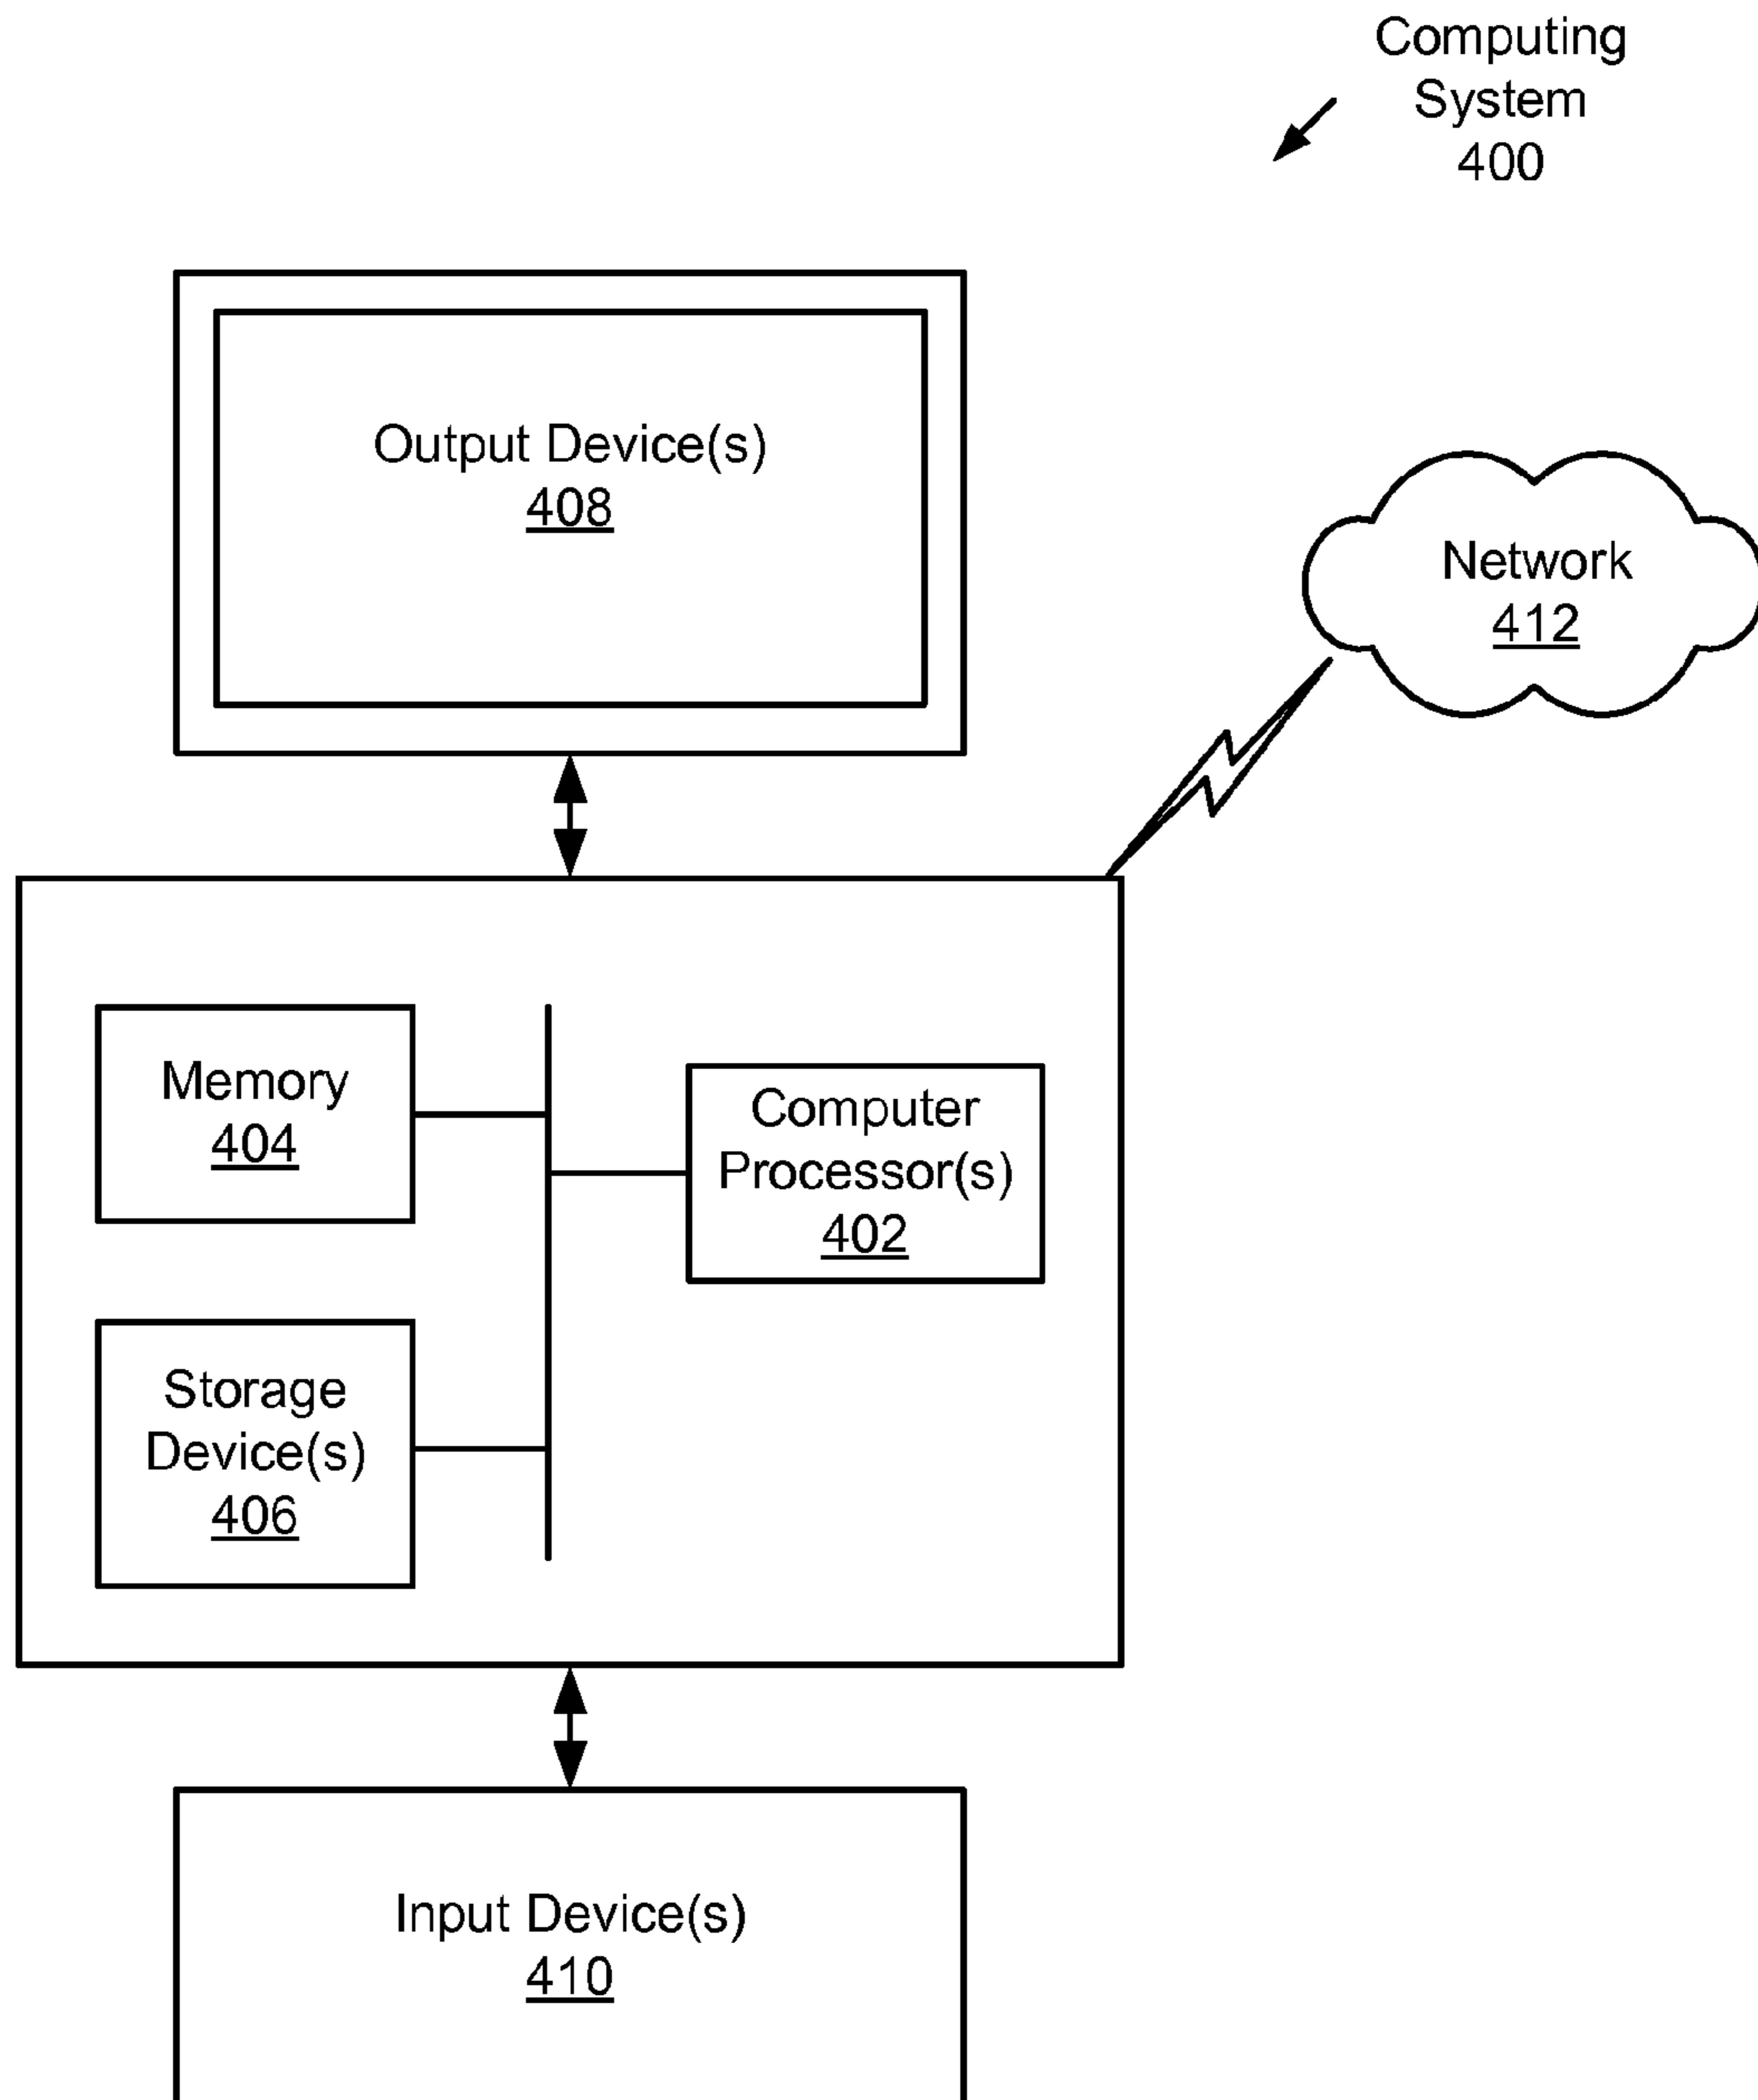 Computing
System
400
Output Device(s)
408
Network
412
Memory
404
Computer
Processor(s)
402
Storage
Device(s)
406
Input Device(s)
410